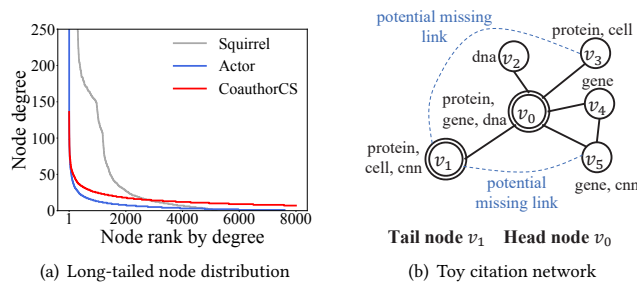 250
200
150
100
50
0
Node degree
Squirrel
Actor
CoauthorCS
1
2000
4000
6000
8000
Node rank by degree
(a) Long-tailed node distribution
potential missing
link
protein, cell
dna
v₂
v₃
gene
protein,
gene, dna
v₀
v₄
protein,
cell, cnn
v₁
v₅
gene, cnn
potential
missing link
Tail node v₁ Head node v₀
(b) Toy citation network